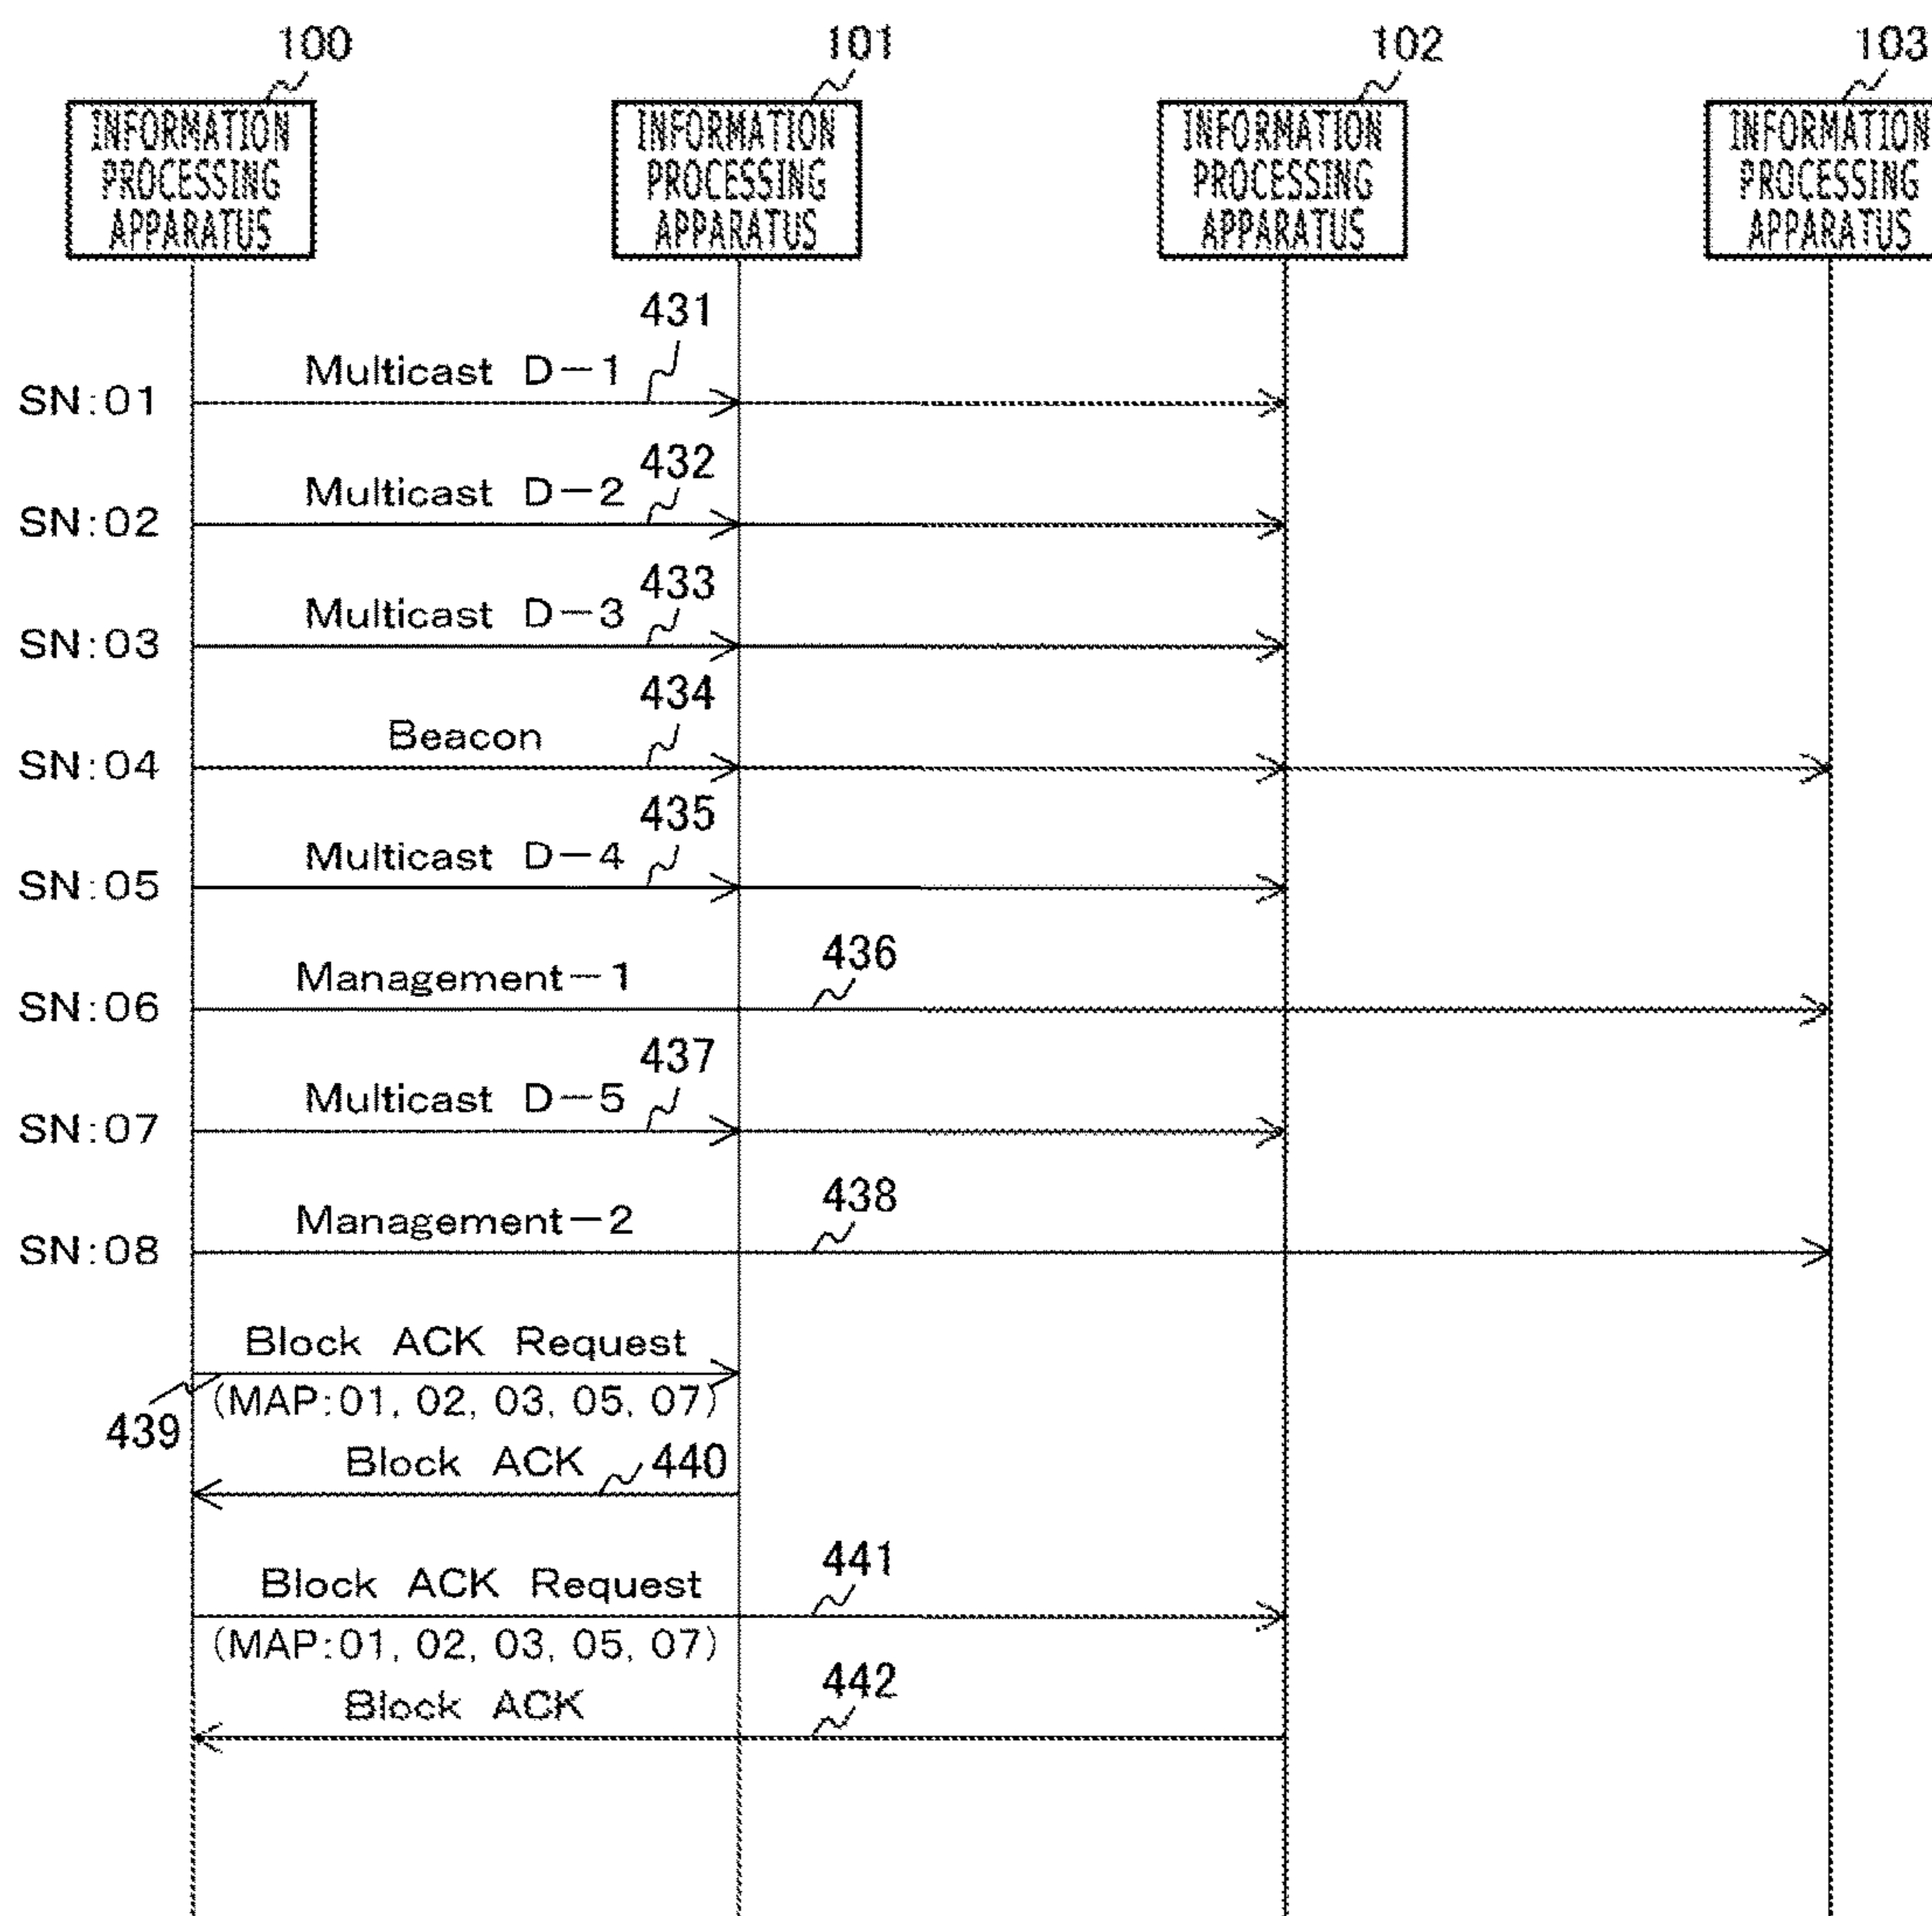 100
101
102
103
INFORMATION
PROCESSING
APPARATUS
INFORMATION
PROCESSING
APPARATUS
INFORMATION
PROCESSING
APPARATUS
INFORMATION
PROCESSING
APPARATUS
431
Multicast D-1
SN:01
432
Multicast D-2
SN:02
433
Multicast D-3
SN:03
434
Beacon
SN:04
435
Multicast D-4
SN:05
436
Management-1
SN:06
437
Multicast D-5
SN:07
438
Management-2
SN:08
Block ACK Request
(MAP:01, 02, 03, 05, 07)
439
Block ACK
440
441
Block ACK Request
(MAP:01, 02, 03, 05, 07)
442
Block ACK